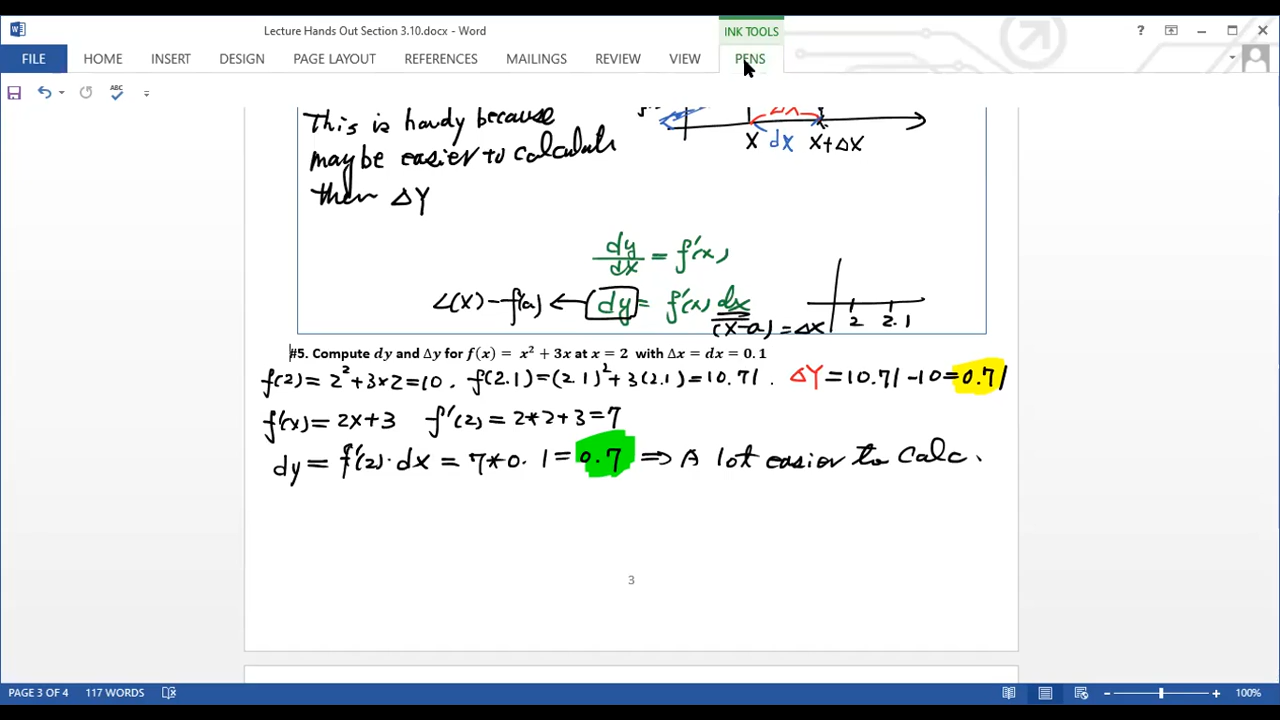 Lecture Hands Out Section 3.10.docx - Word
INK TOOLS
?
FILE HOME INSERT DESIGN PAGE LAYOUT REFERENCES MAILINGS REVIEW VIEW PENS
ABC
This is handy because
may be easier to calculate
then ΔY
Δx
x dx x+Δx
dy/dx = f'(x)
L(x)-f(a) ← dy = f'(x) dx
(x-a) = Δx
2 2.1
#5. Compute dy and Δy for f(x) = x² + 3x at x = 2 with Δx = dx = 0.1
f(2)=2²+3×2=10. f(2.1)=(2.1)²+3(2.1)=10.71. ΔY=10.71-10=0.71
f'(x)=2x+3 f'(2)=2*2+3=7
dy=f'(2)·dx=7*0.1=0.7 ⇒ A lot easier to calc.
3
PAGE 3 OF 4 117 WORDS 100%